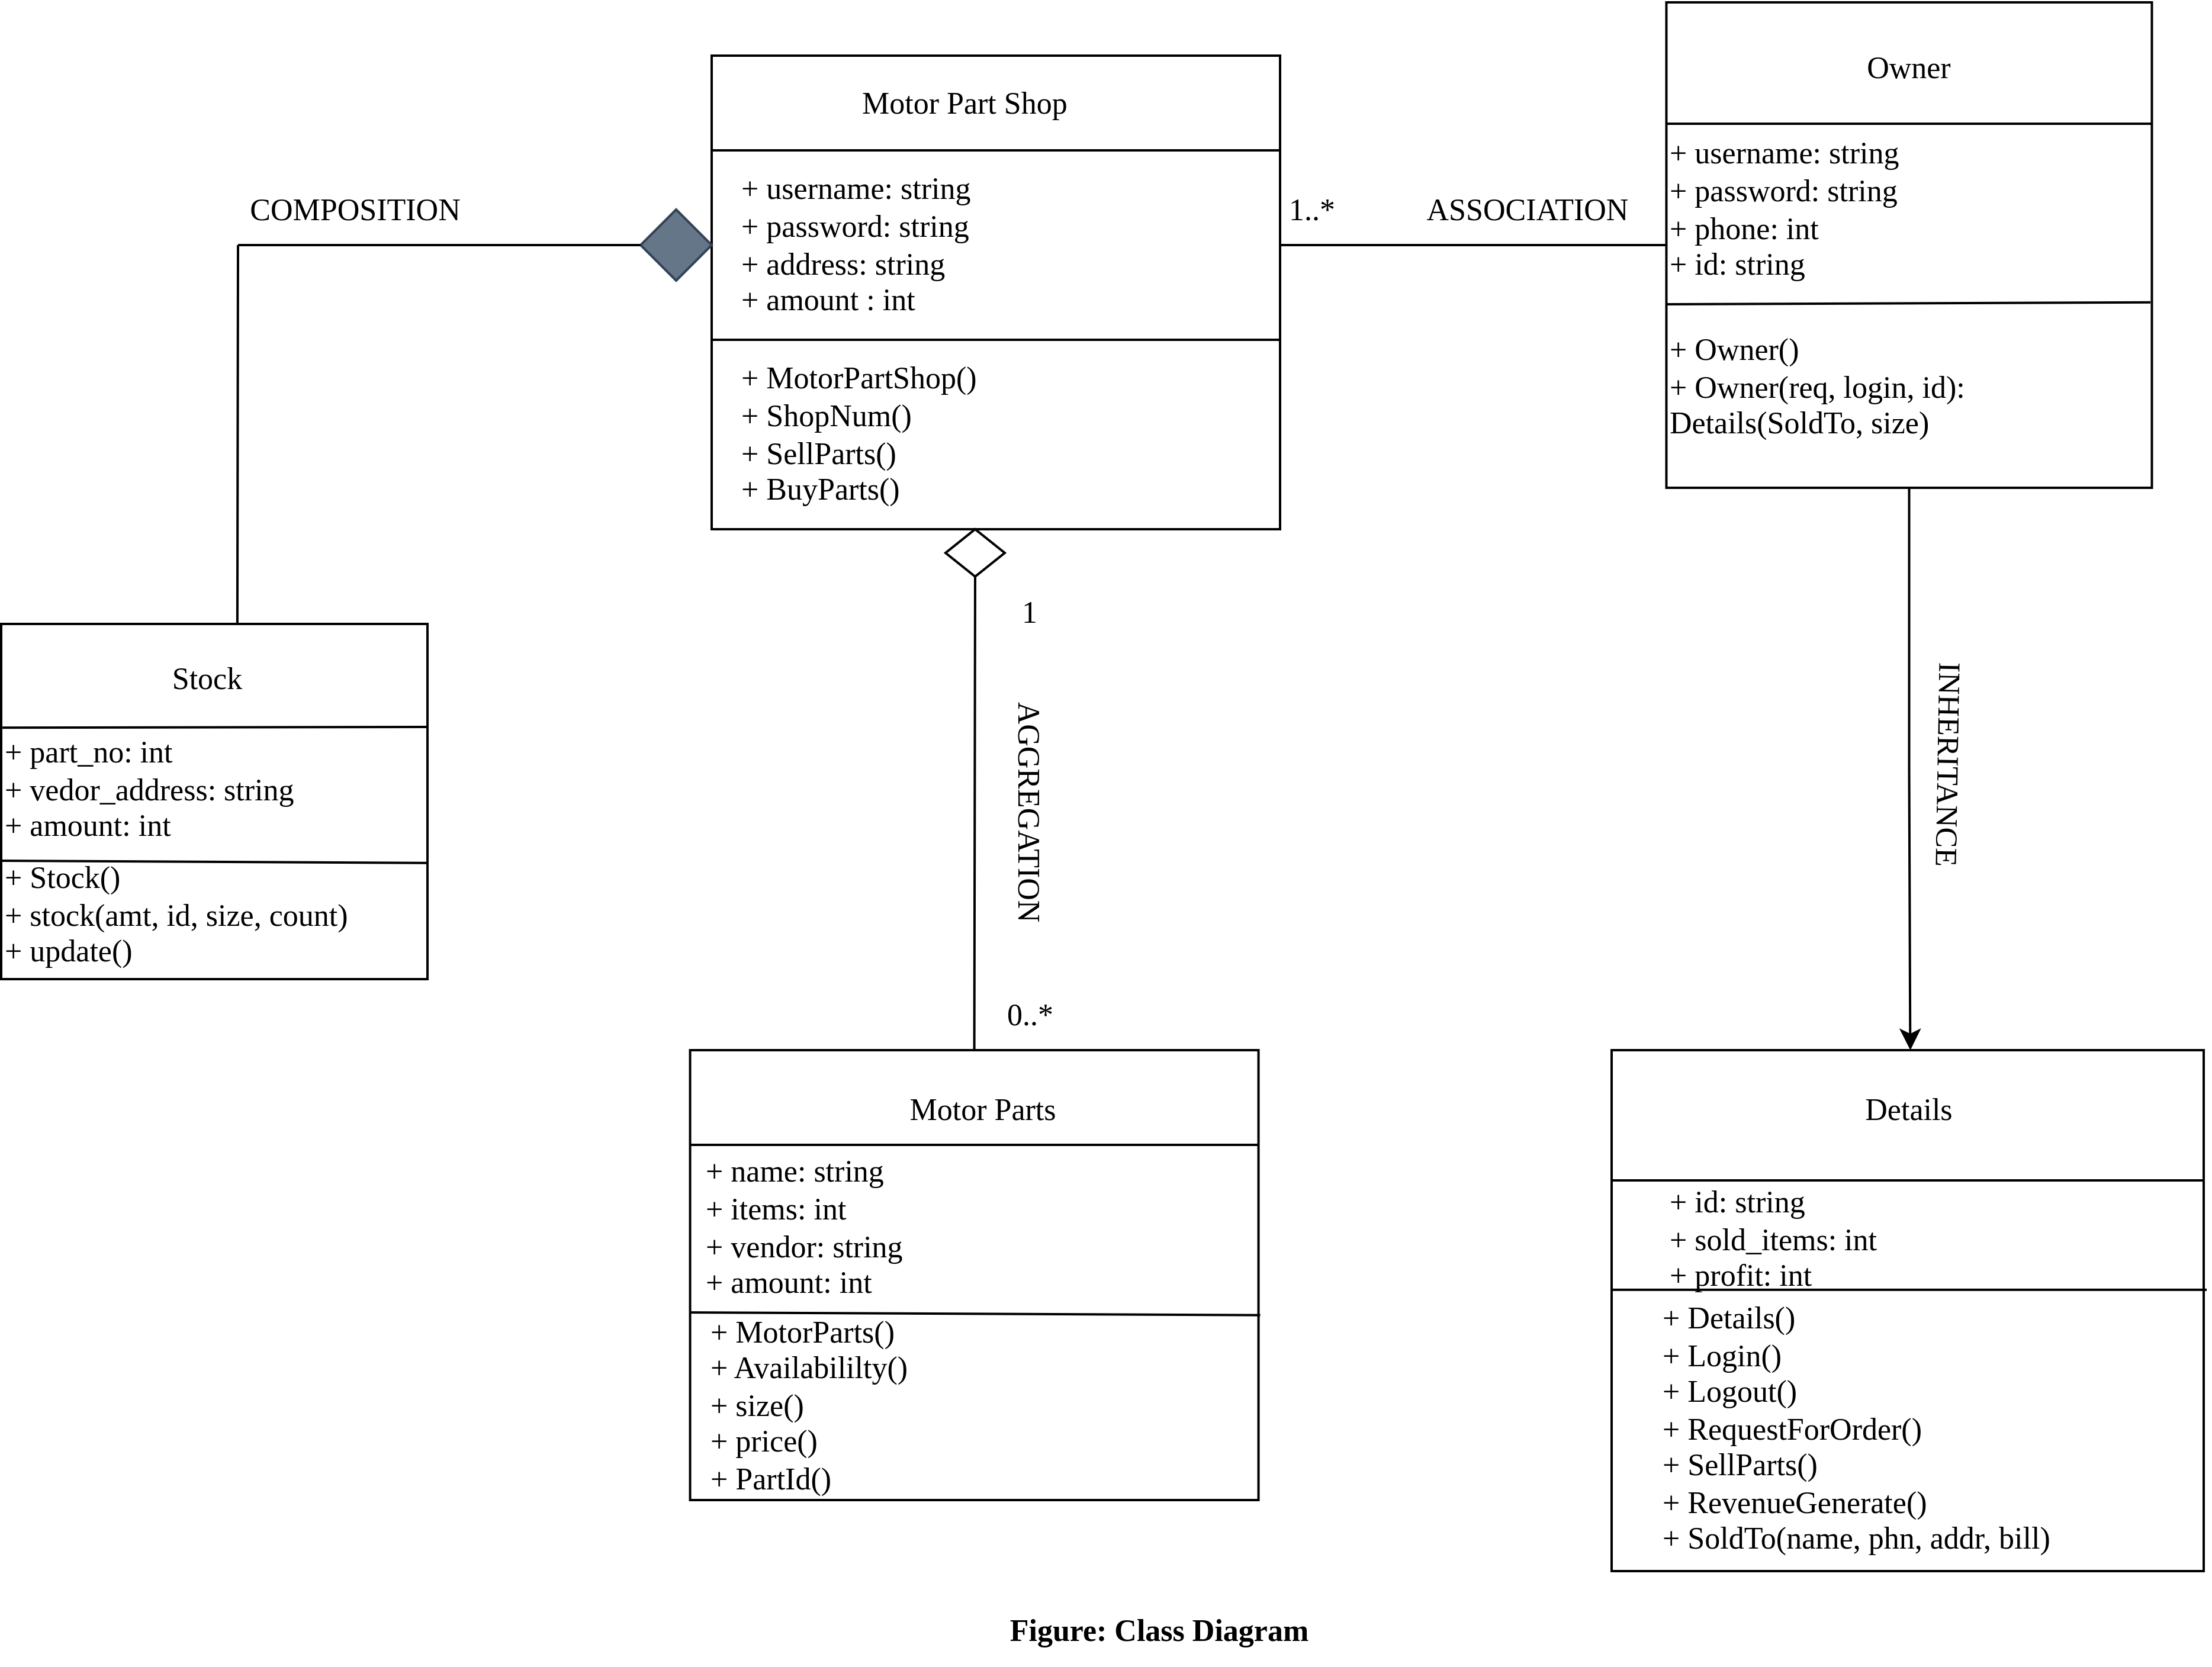 Motor Part Shop
+ username: string
+ password: string
+ address: string
+ amount : int
+ MotorPartShop()
+ ShopNum()
+ SellParts()
+ BuyParts()
COMPOSITION
1..*
ASSOCIATION
Owner
+ username: string
+ password: string
+ phone: int
+ id: string
+ Owner()
+ Owner(req, login, id):
Details(SoldTo, size)
Stock
+ part_no: int
+ vedor_address: string
+ amount: int
+ Stock()
+ stock(amt, id, size, count)
+ update()
1
AGGREGATION
0..*
INHERITANCE
Motor Parts
+ name: string
+ items: int
+ vendor: string
+ amount: int
+ MotorParts()
+ Availabililty()
+ size()
+ price()
+ PartId()
Details
+ id: string
+ sold_items: int
+ profit: int
+ Details()
+ Login()
+ Logout()
+ RequestForOrder()
+ SellParts()
+ RevenueGenerate()
+ SoldTo(name, phn, addr, bill)
Figure: Class Diagram